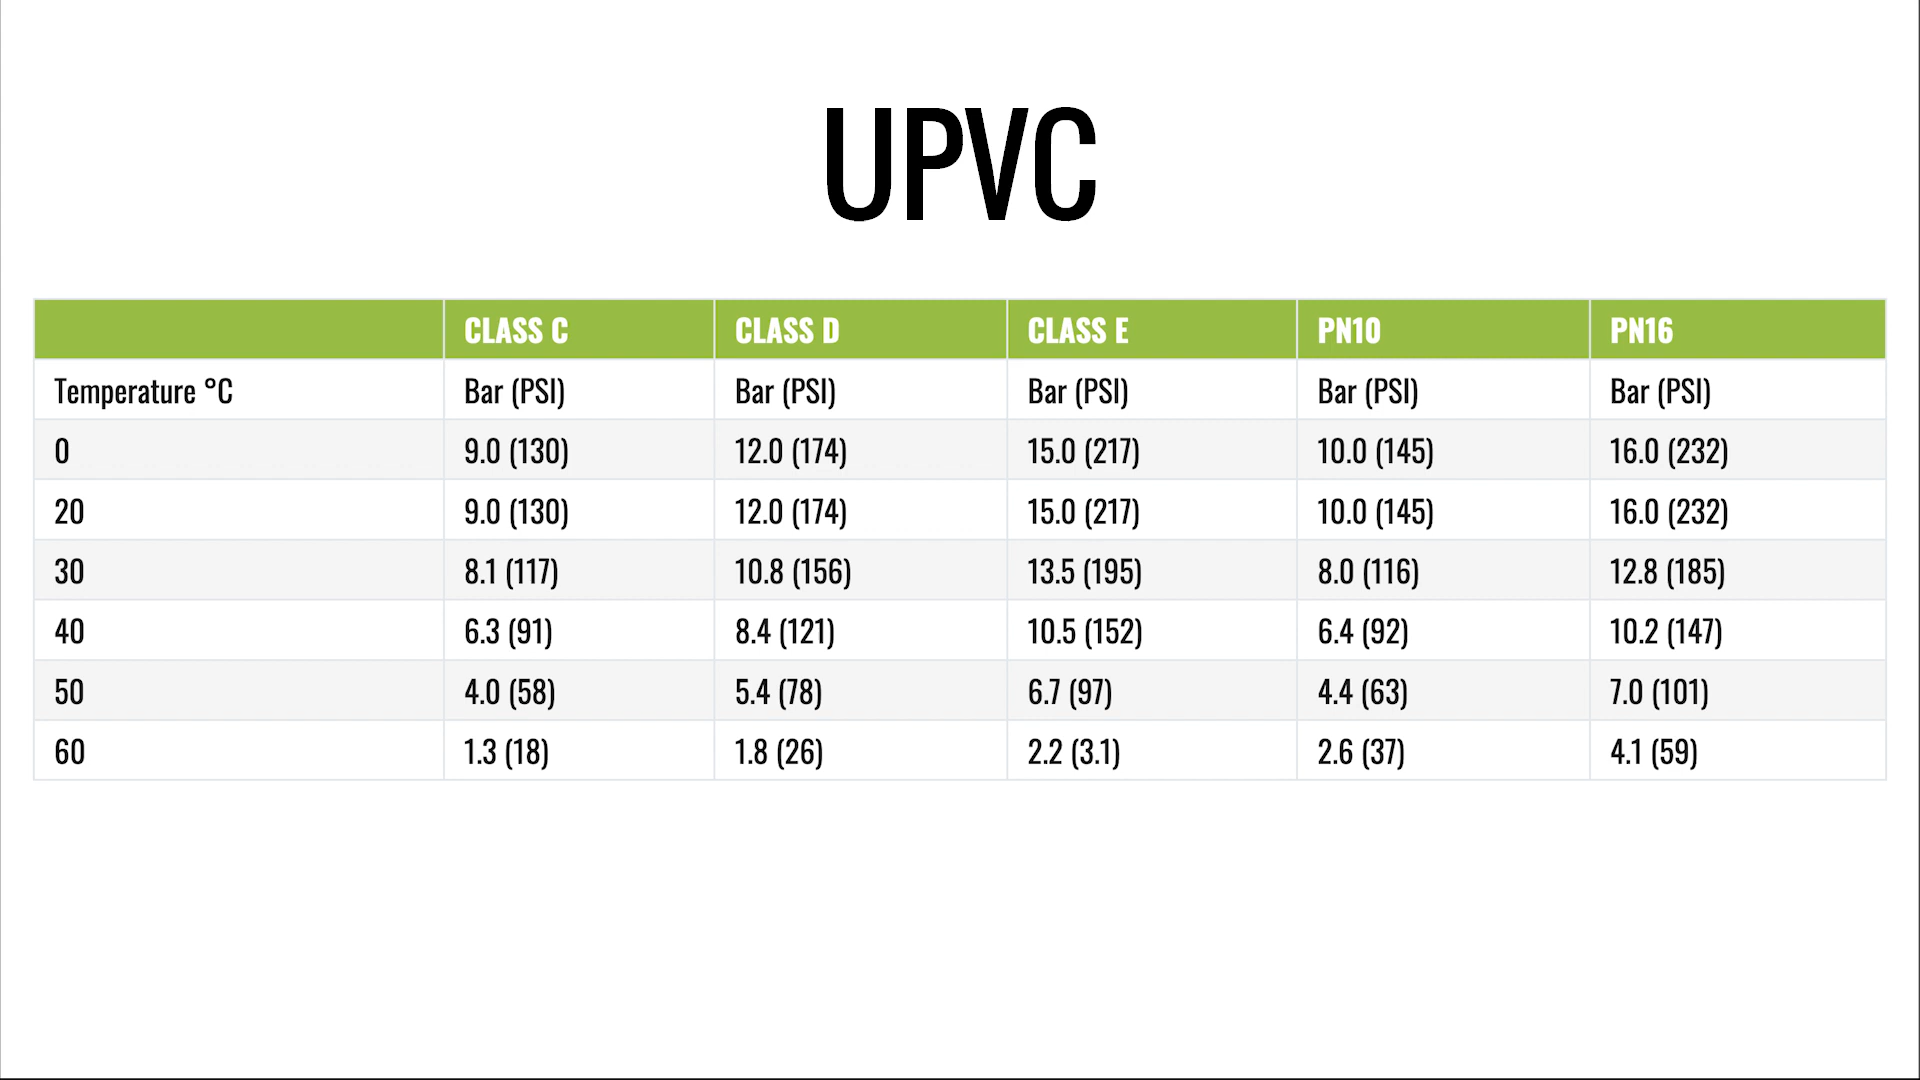 UPVC
CLASS C CLASS D CLASS E PN10 PN16
Temperature °C Bar (PSI) Bar (PSI) Bar (PSI) Bar (PSI) Bar (PSI)
0 9.0 (130) 12.0 (174) 15.0 (217) 10.0 (145) 16.0 (232)
20 9.0 (130) 12.0 (174) 15.0 (217) 10.0 (145) 16.0 (232)
30 8.1 (117) 10.8 (156) 13.5 (195) 8.0 (116) 12.8 (185)
40 6.3 (91) 8.4 (121) 10.5 (152) 6.4 (92) 10.2 (147)
50 4.0 (58) 5.4 (78) 6.7 (97) 4.4 (63) 7.0 (101)
60 1.3 (18) 1.8 (26) 2.2 (3.1) 2.6 (37) 4.1 (59)